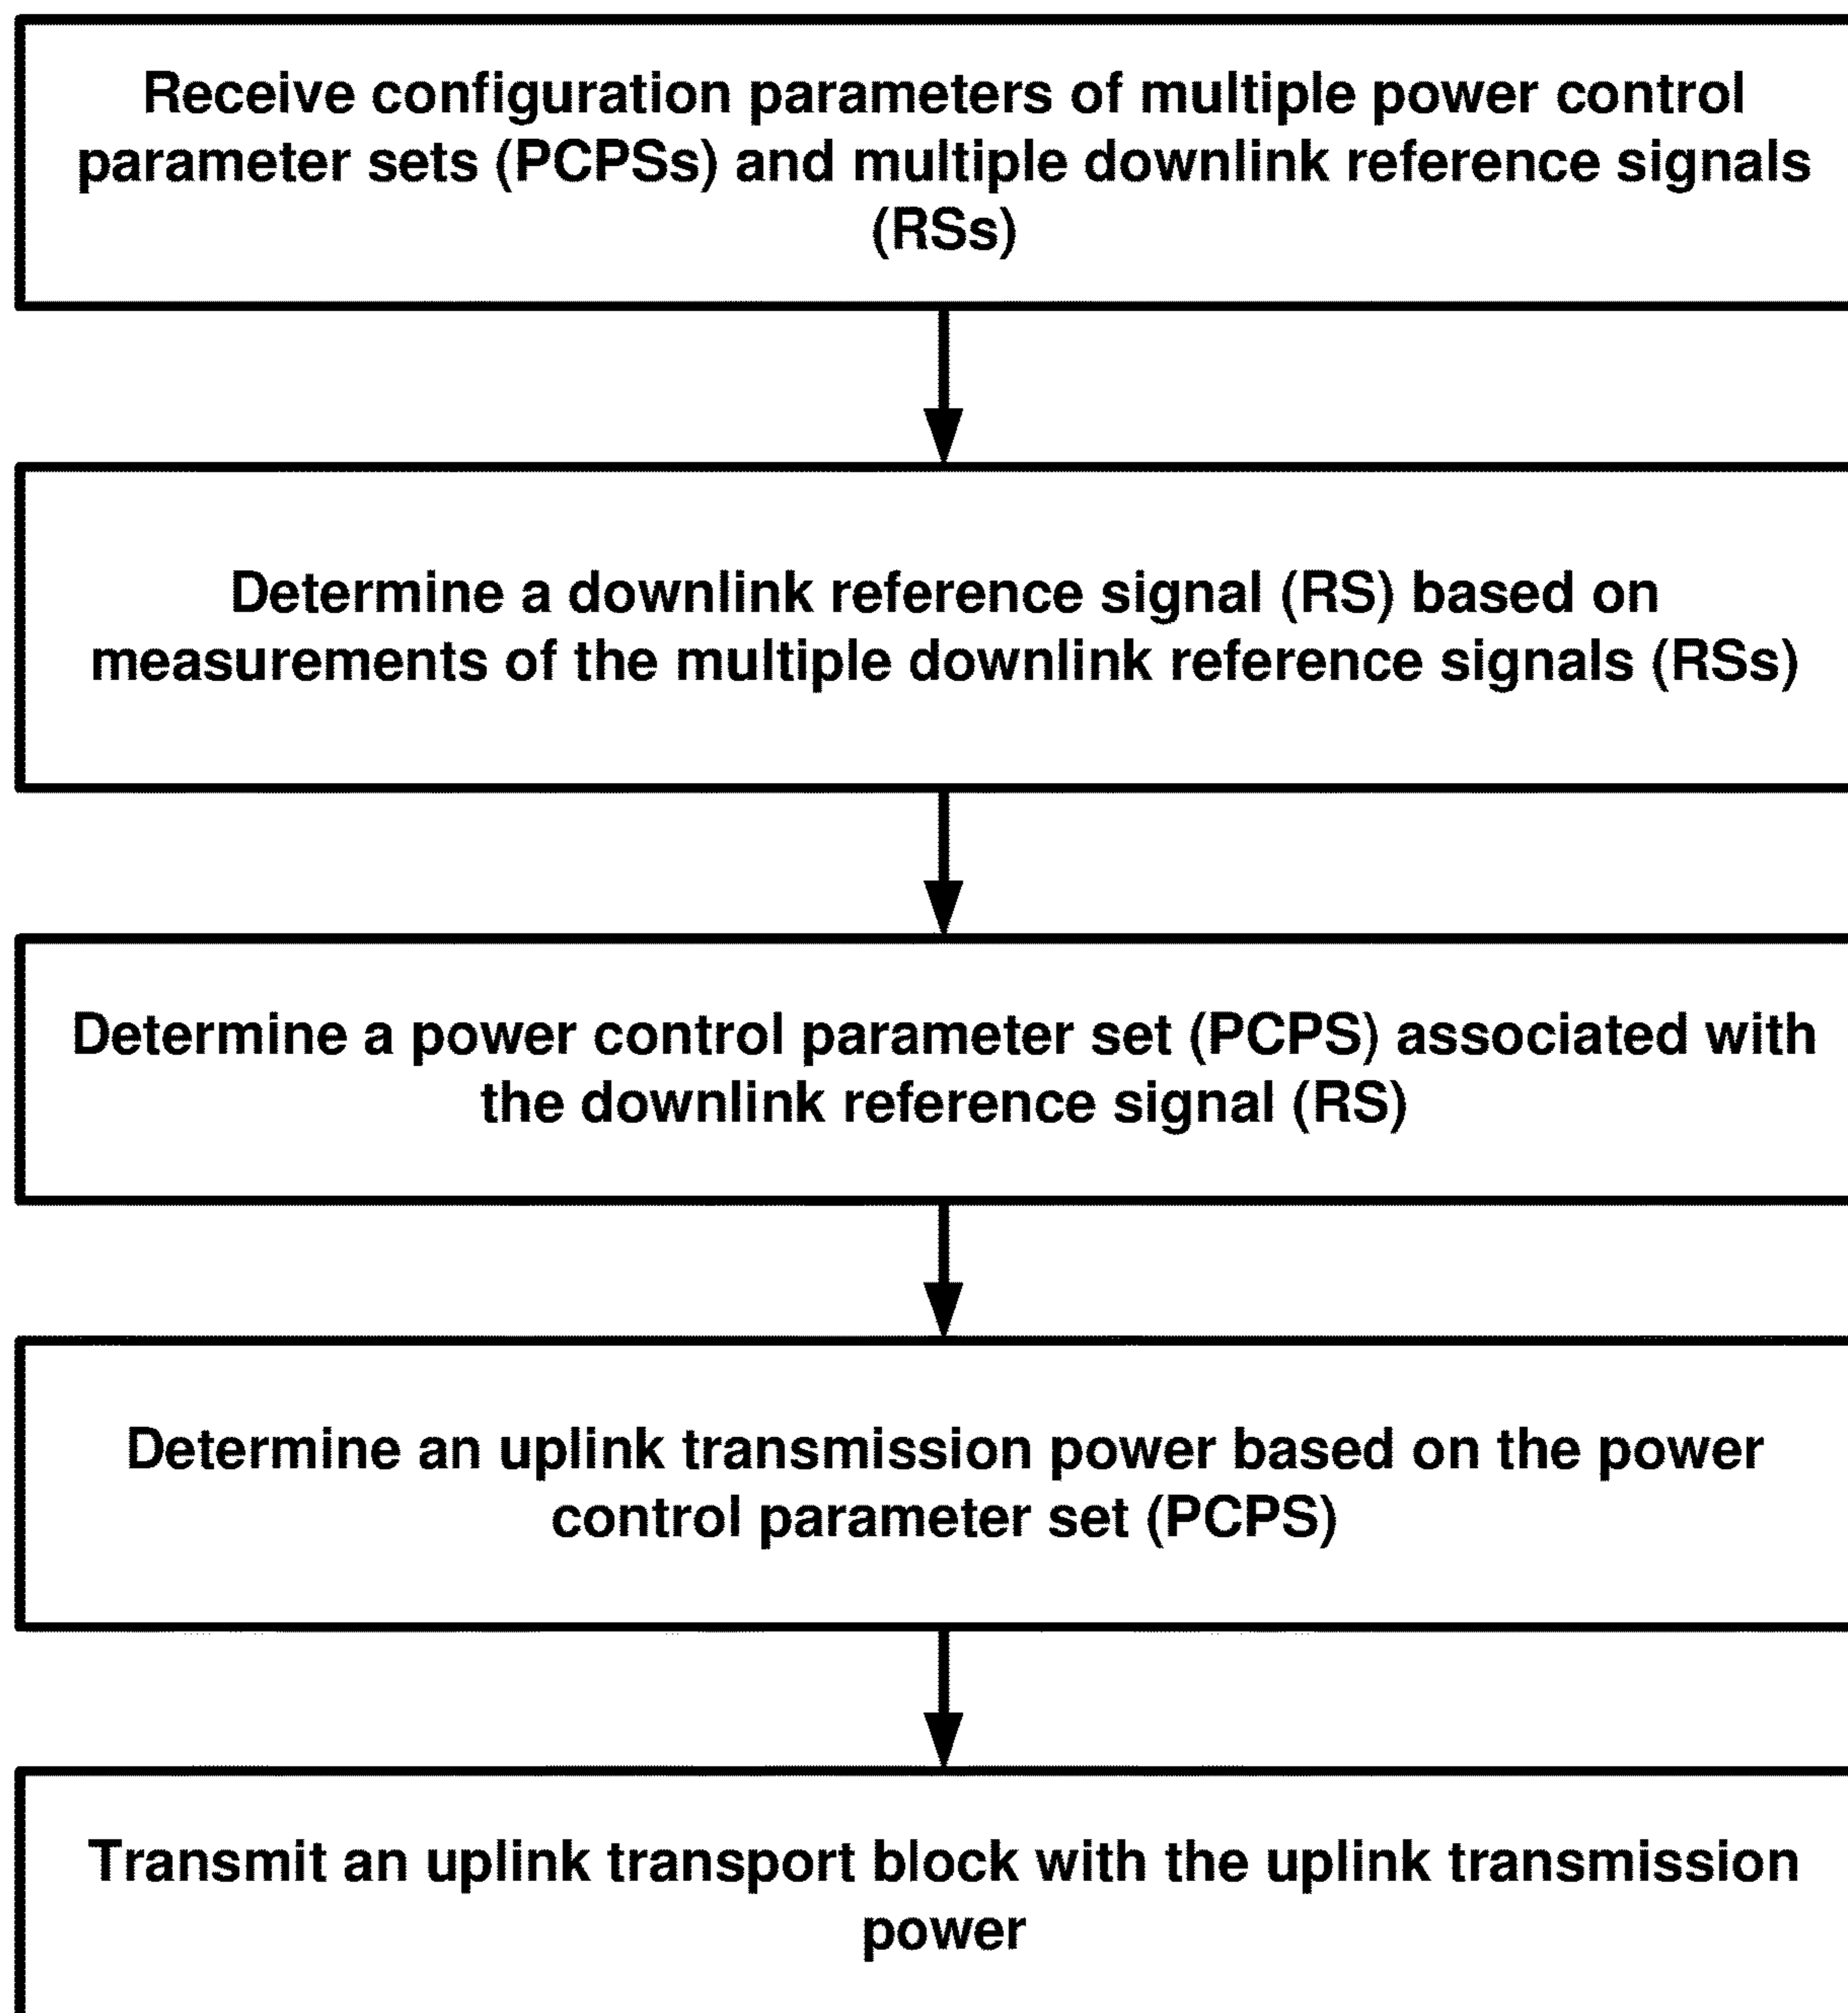 Receive configuration parameters of multiple power control
parameter sets (PCPSs) and multiple downlink reference signals
(RSs)
Determine a downlink reference signal (RS) based on
measurements of the multiple downlink reference signals (RSs)
Determine a power control parameter set (PCPS) associated with
the downlink reference signal (RS)
Determine an uplink transmission power based on the power
control parameter set (PCPS)
Transmit an uplink transport block with the uplink transmission
power